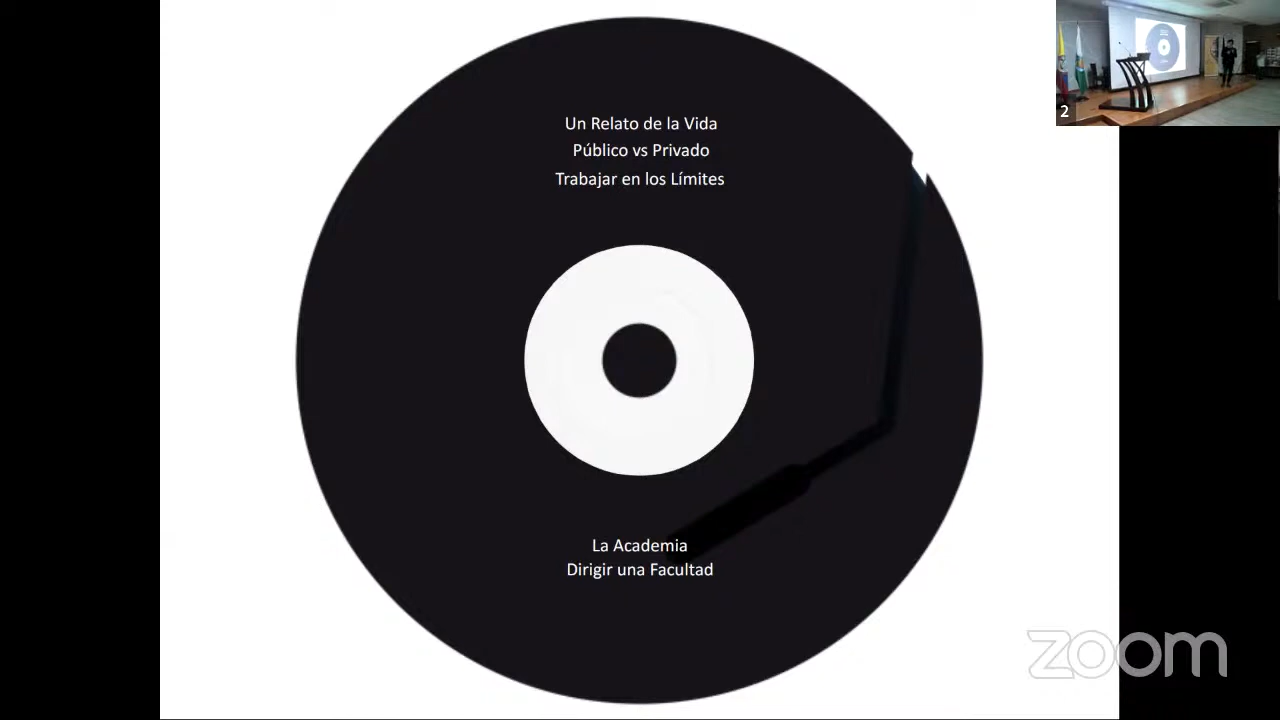 Un Relato de la Vida
Público vs Privado
Trabajar en los Límites
La Academia
Dirigir una Facultad
2
zoom